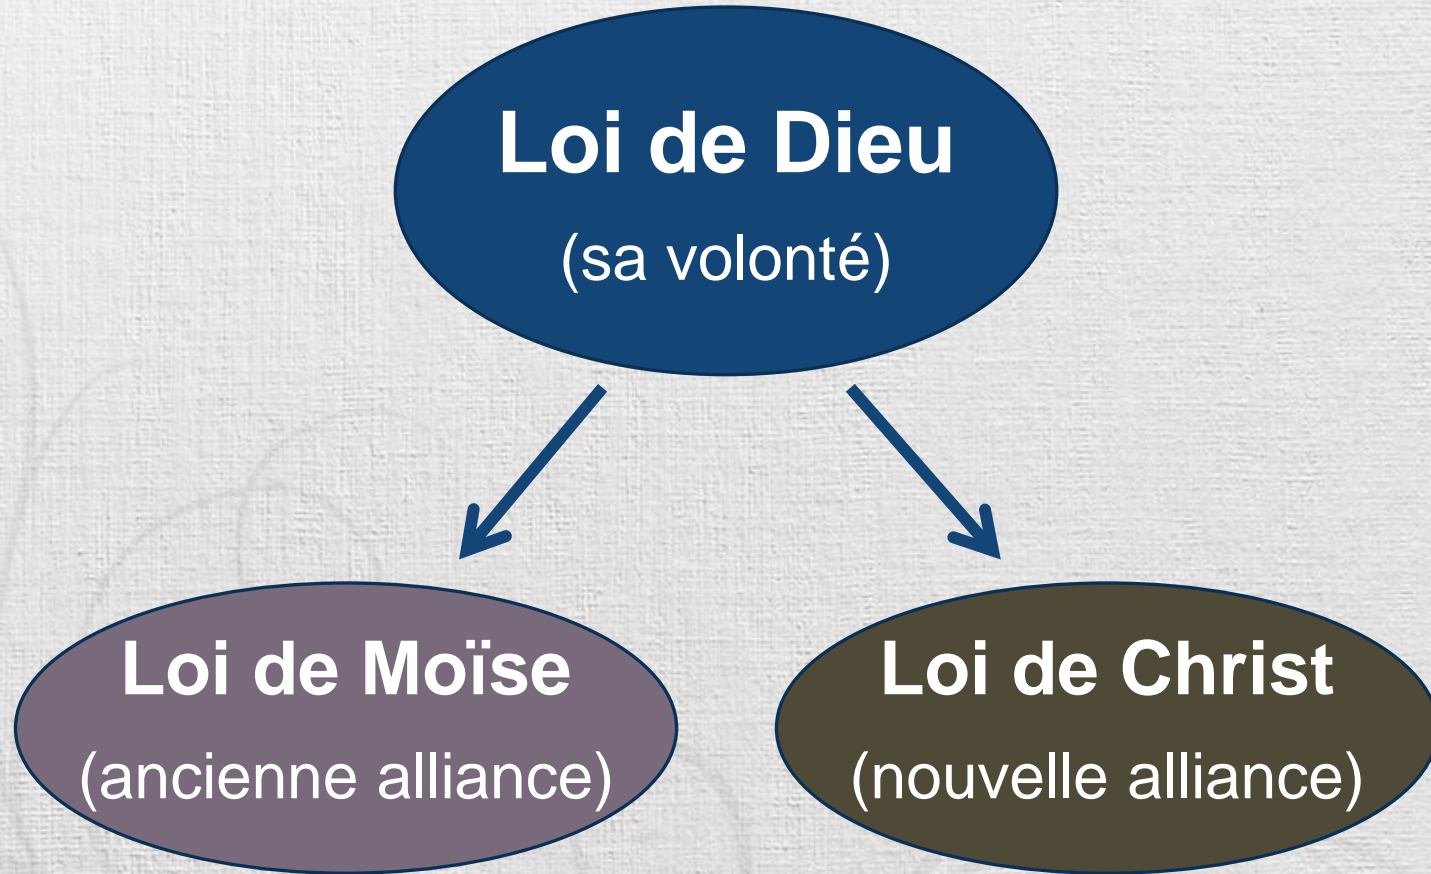 Loi de Dieu
(sa volonté)
Loi de Moïse
(ancienne alliance)
Loi de Christ
(nouvelle alliance)